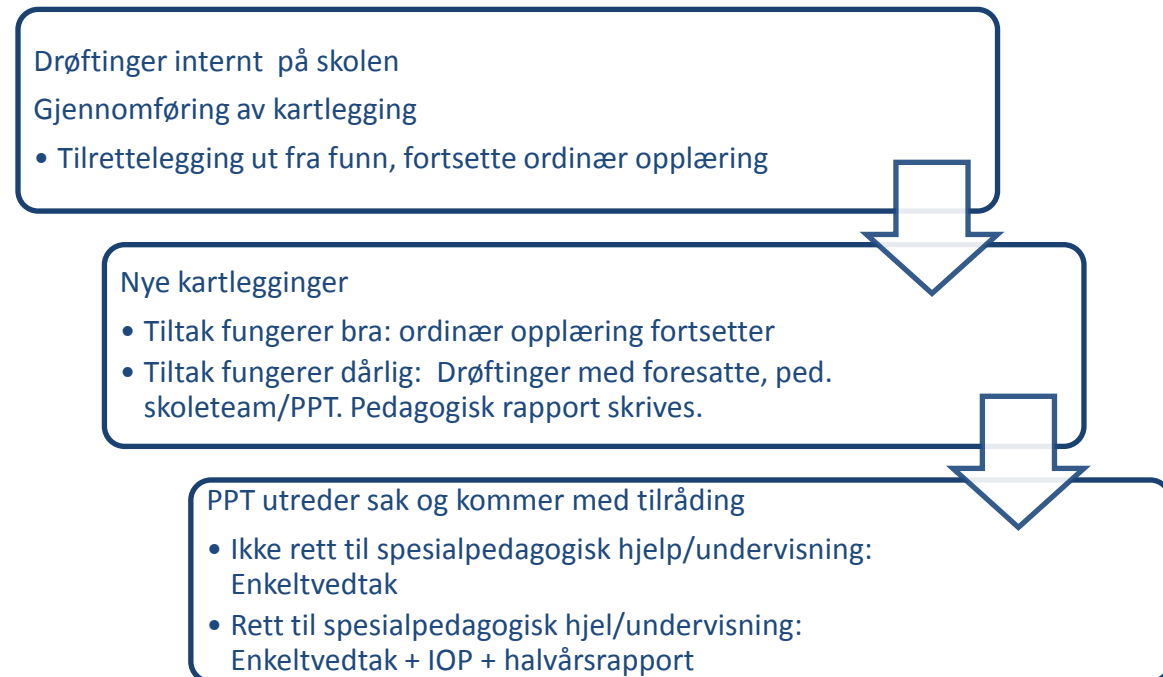 Drøftinger internt på skolen
Gjennomføring av kartlegging
• Tilrettelegging ut fra funn, fortsette ordinær opplæring
Nye kartlegginger
• Tiltak fungerer bra: ordinær opplæring fortsetter
• Tiltak fungerer dårlig: Drøftinger med foresatte, ped.
skoleteam/PPT. Pedagogisk rapport skrives.
PPT utreder sak og kommer med tilråding
• Ikke rett til spesialpedagogisk hjelp/undervisning:
Enkeltvedtak
• Rett til spesialpedagogisk hjel/undervisning:
Enkeltvedtak + IOP + halvårsrapport